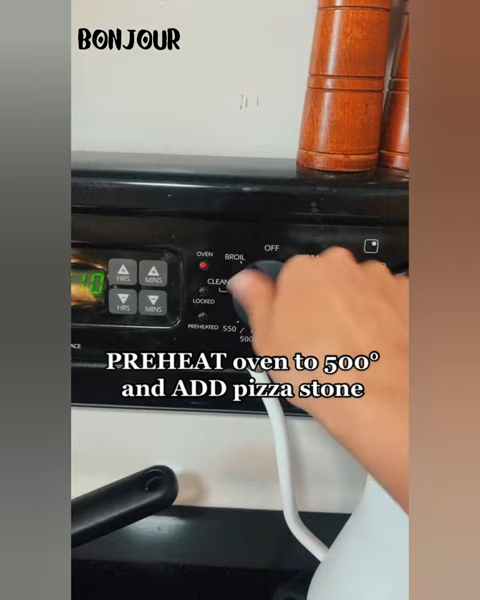 BONJOUR
OFF
OVEN
BROIL
CLEAN
HRS
MINS
LOCKED
HRS
MINS
PREHEATED
550
500
PREHEAT oven to 500°
and ADD pizza stone